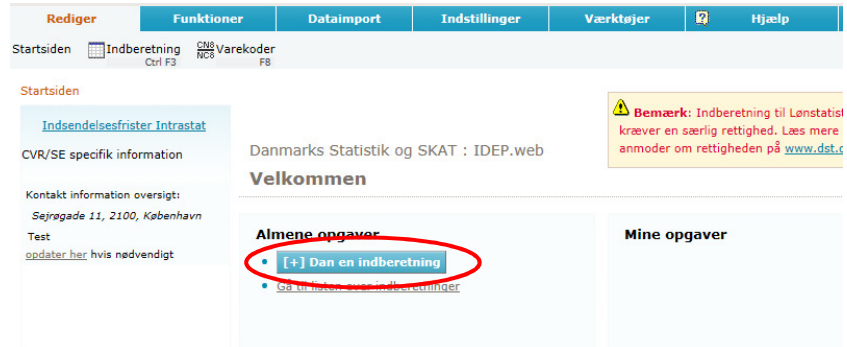 Rediger Funktioner Dataimport Indstillinger Værktøjer ? Hjælp
Startsiden Indberetning CN8 NC8 Varekoder
Ctrl F3 F8
Startsiden
Indsendelsesfrister Intrastat
CVR/SE specifik information
Kontakt information oversigt:
Sejrøgade 11, 2100, København
Test
opdater her hvis nødvendigt
Danmarks Statistik og SKAT : IDEP.web
Velkommen
Bemærk: Indberetning til Lønstatist
kræver en særlig rettighed. Læs mere
anmoder om rettigheden på www.dst.d
Almene opgaver
[+] Dan en indberetning
Gå til listen over indberetninger
Mine opgaver